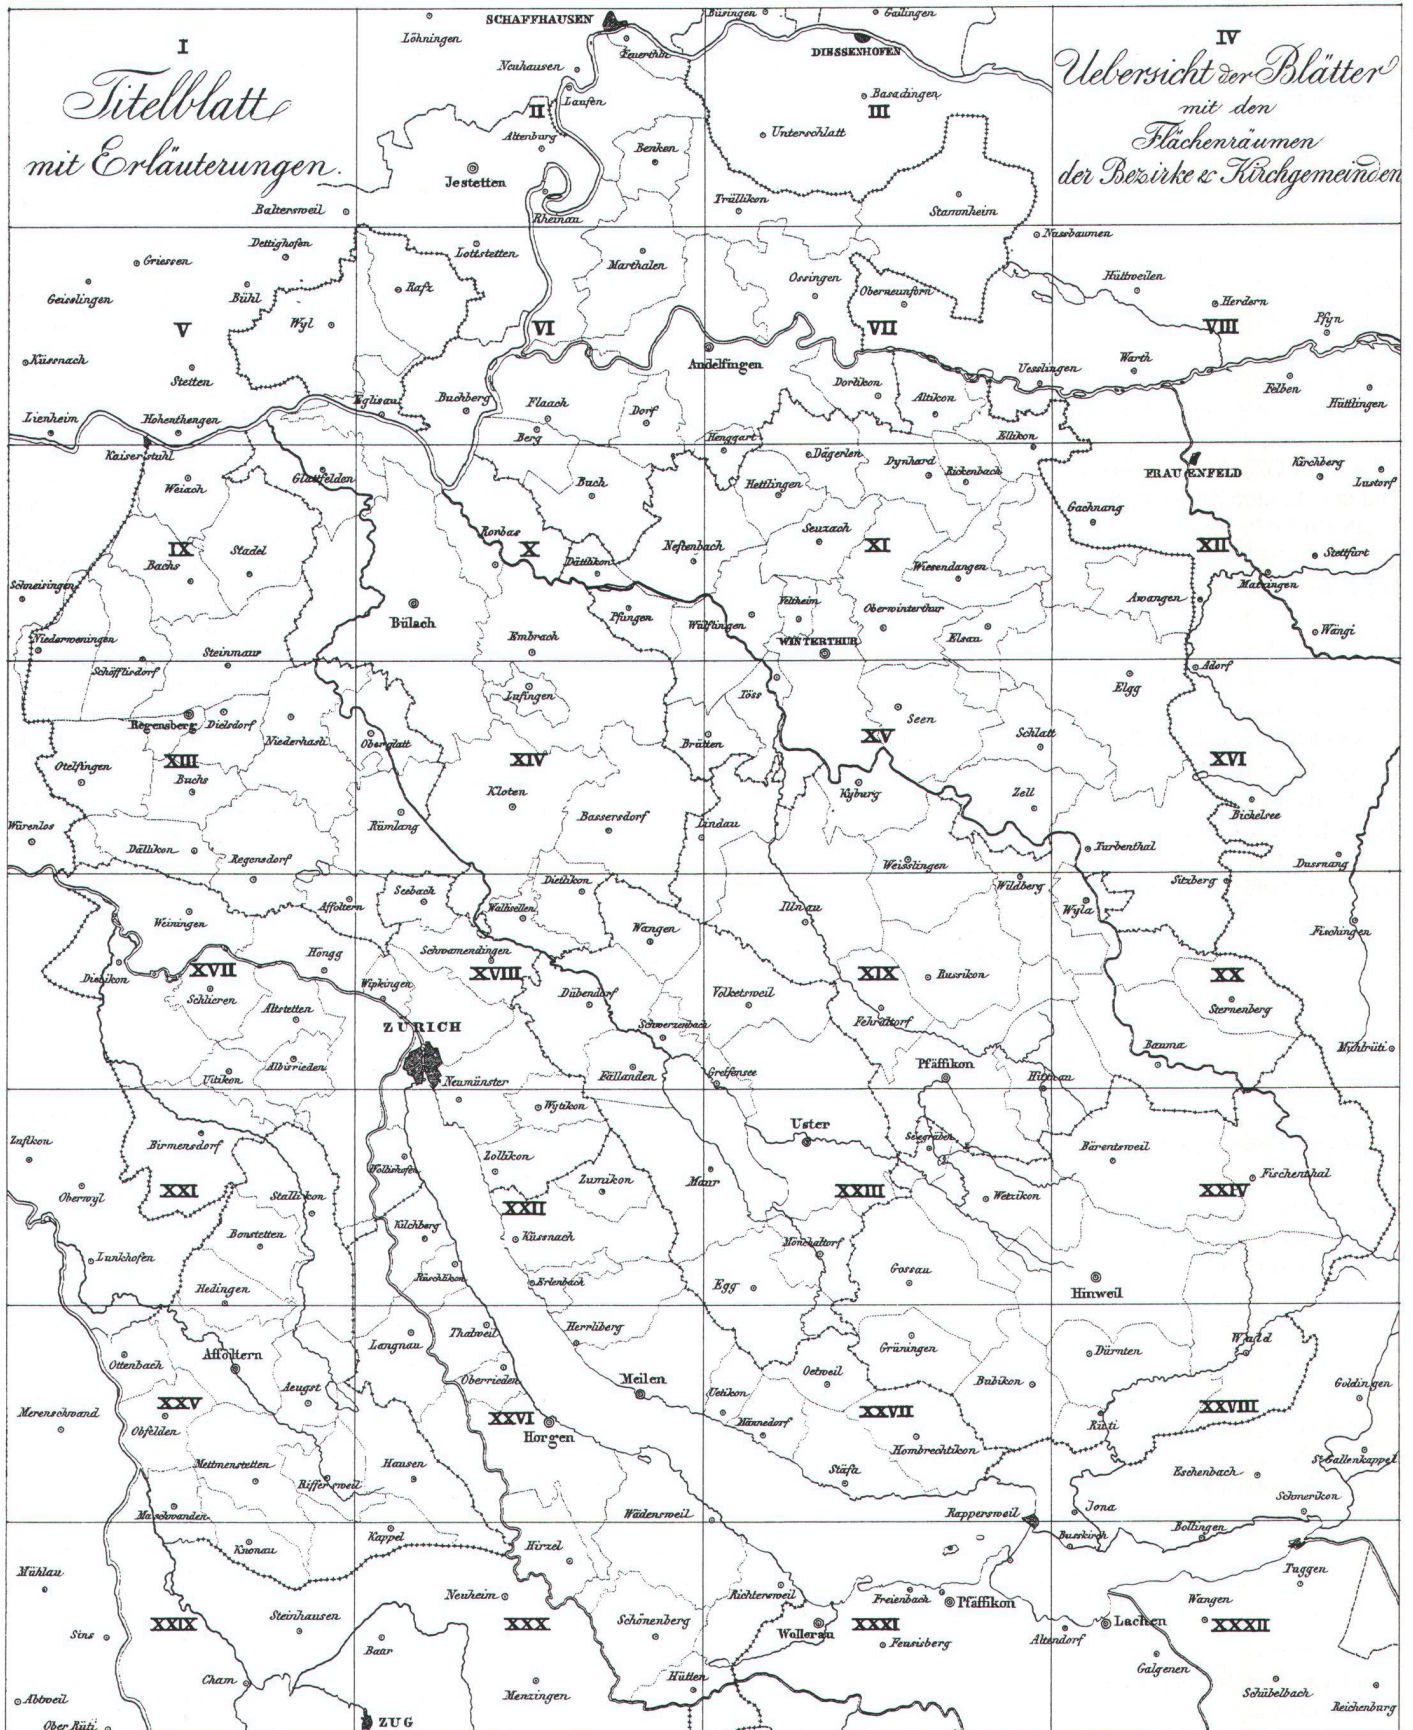 I
Titelblatt
mit Erläuterungen.
Löhningen
SCHAFFHAUSEN
Feuerthln
Neuhausen
Laufen
II
Altenburg
Benken
Jestetten
Rheinau
Baltersweil
Büsingen
Gailingen
DIESSENHOFEN
Basadingen
III
Unterschlatt
Trüllikon
Stammheim
IV
Uebersicht der Blätter
mit den
Flächenräumen
der Bezirke & Kirchgemeinden
Dettighofen
Griessen
Geisslingen
Bühl
V
Wyl
Küssnach
Stetten
Lienheim
Hohenthengen
Lottstetten
Marthalen
Rafz
VI
Eglisau
Buchberg
Flaach
Berg
Dorf
Ossingen
Oberneunforn
VII
Andelfingen
Dorlikon
Altikon
Henggart
Ellikon
Nussbaumen
Hüttweilen
Herdern
VIII
Pfyn
Warth
Uesslingen
Felben
Hüttlingen
Kaiserstuhl
Weiach
Glattfelden
IX
Bachs
Stadel
Schneisingen
Niederweningen
Schöfflisdorf
Steinmaur
Buch
Rorbas
X
Dättlikon
Neftenbach
Bülach
Pfungen
Wülflingen
Embrach
Dägerlen
Dynhard
Rickenbach
Hettlingen
Seuzach
XI
Wiesendangen
Veltheim
Oberwinterthur
Elsau
WINTERTHUR
FRAUENFELD
Kirchberg
Lustorf
Gachnang
XII
Stettfurt
Matzingen
Awangen
Wängi
Adorf
Regensberg
Dielsdorf
Niederhasli
XIII
Otelfingen
Buchs
Würenlos
Dällikon
Regensdorf
Lufingen
Oberglatt
Brütten
XIV
Kloten
Rümlang
Bassersdorf
Lindau
Töss
Seen
XV
Schlatt
Kyburg
Zell
Weisslingen
Elgg
XVI
Bichelsee
Turbenthal
Dussnang
Sitzberg
Weiningen
Affoltern
Höngg
XVII
Dietikon
Schlieren
Altstetten
Albisrieden
Uitikon
Seebach
Wallisellen
Dietlikon
Wangen
Schwamendingen
XVIII
Wipkingen
Dübendorf
Schwerzenbach
ZÜRICH
Neumünster
Fällanden
Wildberg
Illnau
XIX
Russikon
Volketsweil
Fehraltorf
Greifensee
Pfäffikon
Hittnau
Wyla
Fischingen
XX
Sternenberg
Bauma
Mühlrüti
Zufikon
Birmensdorf
Oberwyl
XXI
Stallikon
Bonstetten
Lunkhofen
Hedingen
Wytikon
Wollishofen
Zollikon
Zumikon
XXII
Kilchberg
Küssnach
Rüschlikon
Erlenbach
Uster
Seegräben
Maur
XXIII
Wetzikon
Mönchaltorf
Egg
Gossau
Bärentsweil
Fischenthal
XXIV
Hinweil
Ottenbach
Affoltern
Aeugst
XXV
Merenschwand
Obfelden
Mettmenstetten
Riffersweil
Maschwanden
Langnau
Thalweil
Herrliberg
Oberrieden
Meilen
XXVI
Horgen
Hausen
Wädensweil
Grüningen
Oetweil
Uetikon
Bubikon
Männedorf
XXVII
Hombrechtikon
Stäfa
Rappersweil
Wald
Dürnten
Goldingen
XXVIII
Rüti
St. Gallenkappel
Eschenbach
Schmerikon
Jona
Knonau
Mühlau
XXIX
Steinhausen
Sins
Cham
Abtweil
Ober Rüti
Kappel
Hirzel
Neuheim
XXX
Schönenberg
Baar
Menzingen
Hütten
ZUG
Richtersweil
Freienbach
Pfäffikon
Wollerau
XXXI
Feusisberg
Busskirch
Bollingen
Tuggen
Wangen
Lachen
XXXII
Altendorf
Galgenen
Schübelbach
Reichenburg